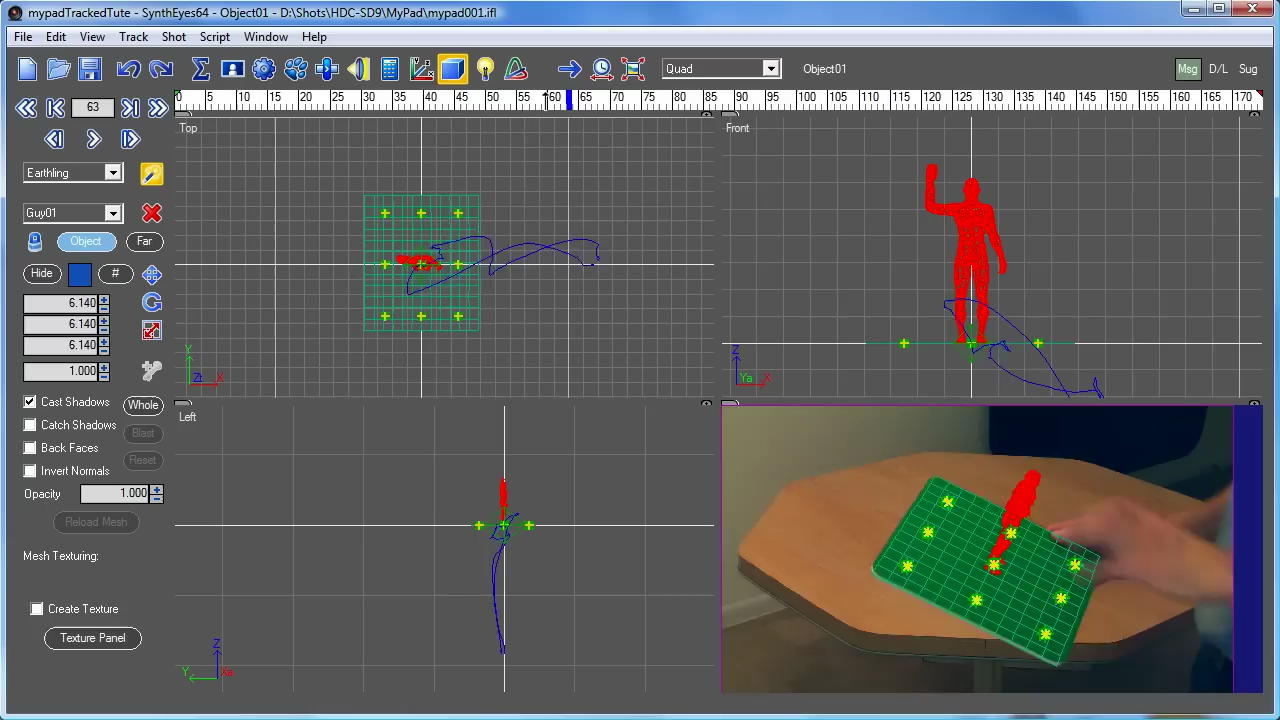 mypadTrackedTute - SynthEyes64 - Object01 - D:\Shots\HDC-SD9\MyPad\mypad001.ifl
File Edit View Track Shot Script Window Help
Quad Object01 Msg D/L Sug
63 0 5 10 15 20 25 30 35 40 45 50 55 60 65 70 75 80 85 90 95 100 105 110 115 120 125 130 135 140 145 150 155 160 165 170
Top Front
Earthling
Guy01
Object Far
Hide #
6.140
6.140
6.140
1.000
Y Zt X
Z Ya X
Cast Shadows Whole
Catch Shadows Blast
Back Faces Reset
Invert Normals
Opacity 1.000
Reload Mesh
Mesh Texturing:
Create Texture
Texture Panel
Left
Z
Y Xa